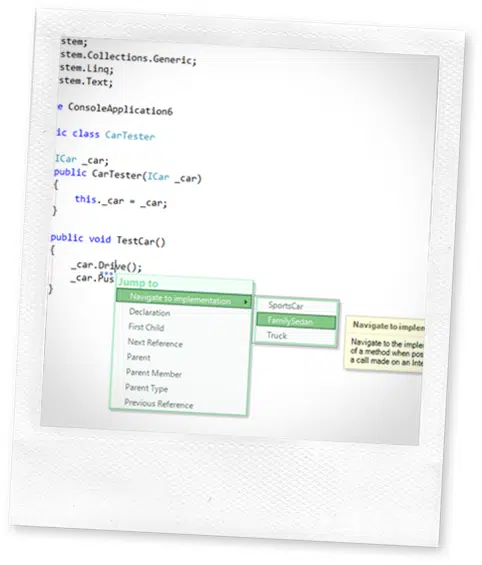 stem;
stem.Collections.Generic;
stem.Linq;
stem.Text;
e ConsoleApplication6
ic class CarTester
ICar _car;
public CarTester(ICar _car)
{
this._car = _car;
}
public void TestCar()
{
_car.Drive();
_car.Pus
}
Jump to
Navigate to implementation
Declaration
First Child
Next Reference
Parent
Parent Member
Parent Type
Previous Reference
SportsCar
FamilySedan
Truck
Navigate to implem
Navigate to the imple
of a method when pos
a call made on an Inte